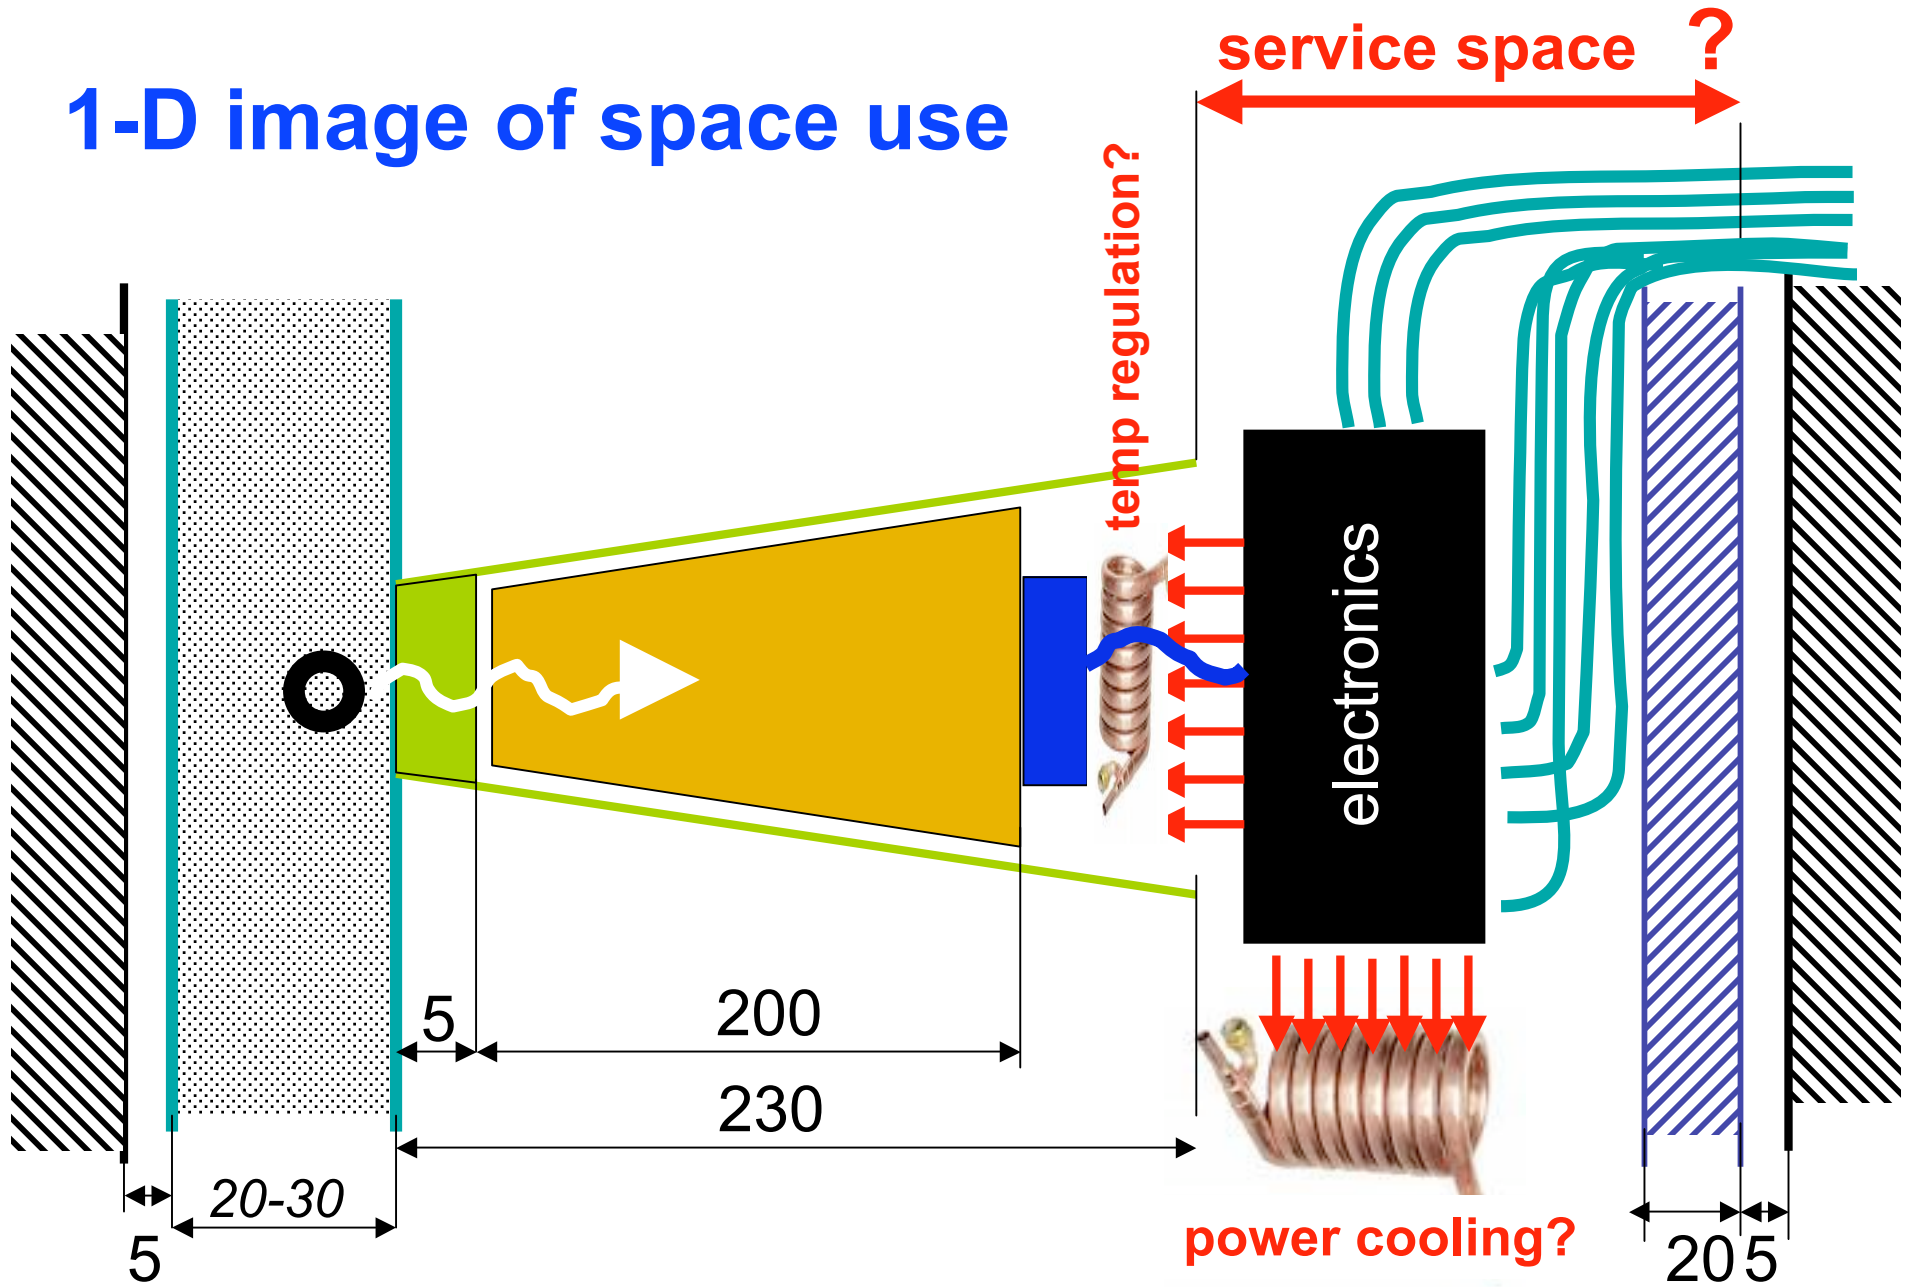 service space ?
1-D image of space use
temp regulation?
electronics
5
200
230
20-30
5
power cooling?
20
5